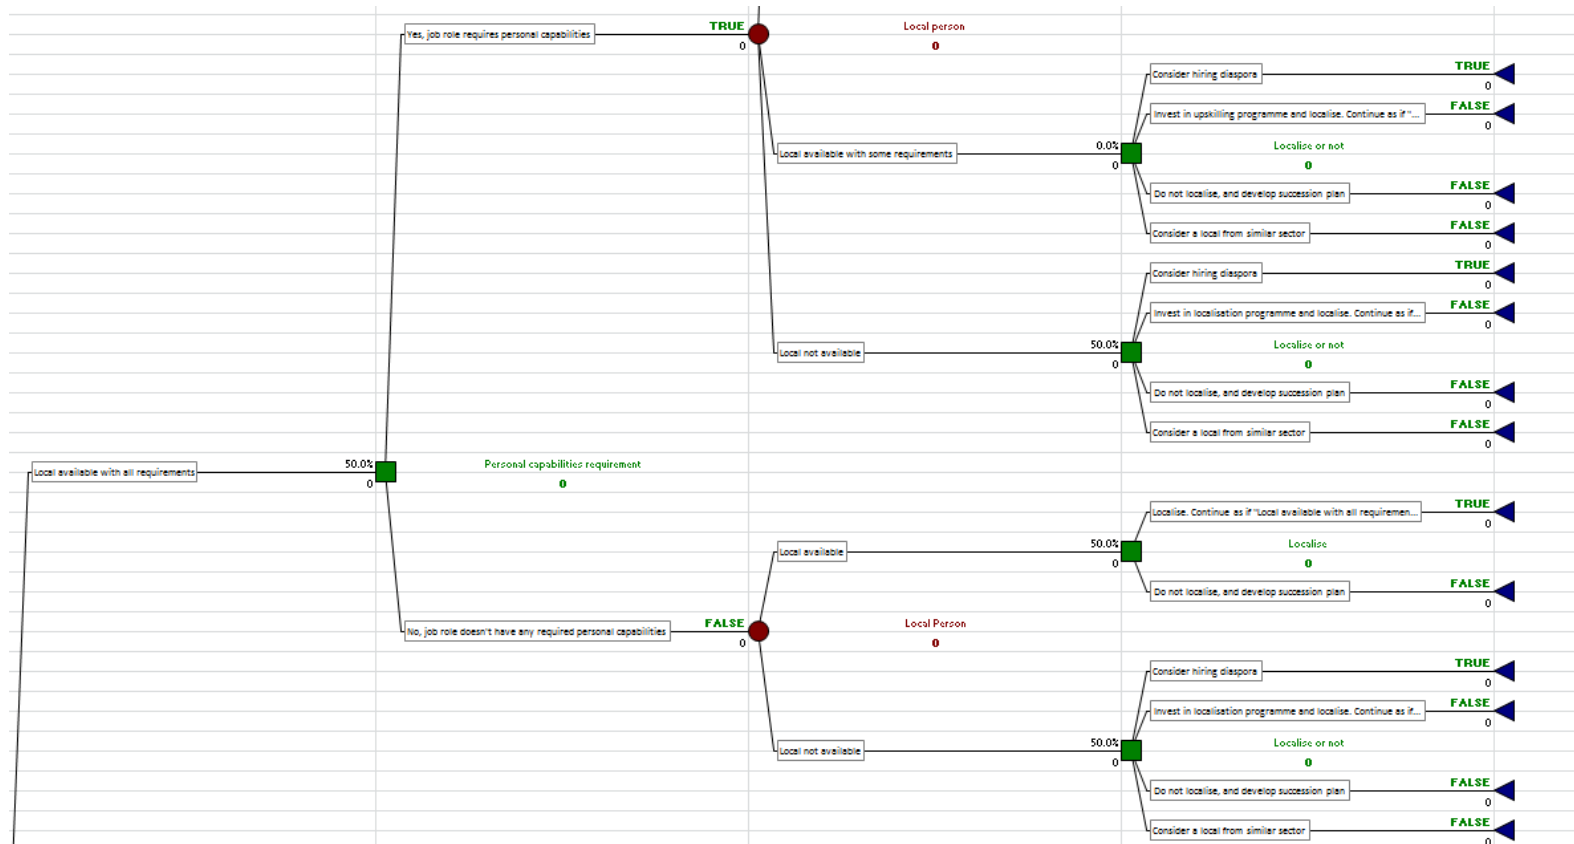 Yes, job role requires personal capabilities
TRUE
0
Local person
0
Consider hiring diaspora
TRUE
0
Invest in upskilling programme and localise. Continue as if "...
FALSE
0
Local available with some requirements
0.0%
0
Localise or not
0
Do not localise, and develop succession plan
FALSE
0
Consider a local from similar sector
FALSE
0
Consider hiring diaspora
TRUE
0
Invest in localisation programme and localise. Continue as if...
FALSE
0
Local not available
50.0%
0
Localise or not
0
Do not localise, and develop succession plan
FALSE
0
Consider a local from similar sector
FALSE
0
Local available with all requirements
50.0%
0
Personal capabilities requirement
0
Localise. Continue as if "Local available with all requiremen...
TRUE
0
Local available
50.0%
0
Localise
0
Do not localise, and develop succession plan
FALSE
0
No, job role doesn't have any required personal capabilities
FALSE
0
Local Person
0
Consider hiring diaspora
TRUE
0
Invest in localisation programme and localise. Continue as if...
FALSE
0
Local not available
50.0%
0
Localise or not
0
Do not localise, and develop succession plan
FALSE
0
Consider a local from similar sector
FALSE
0